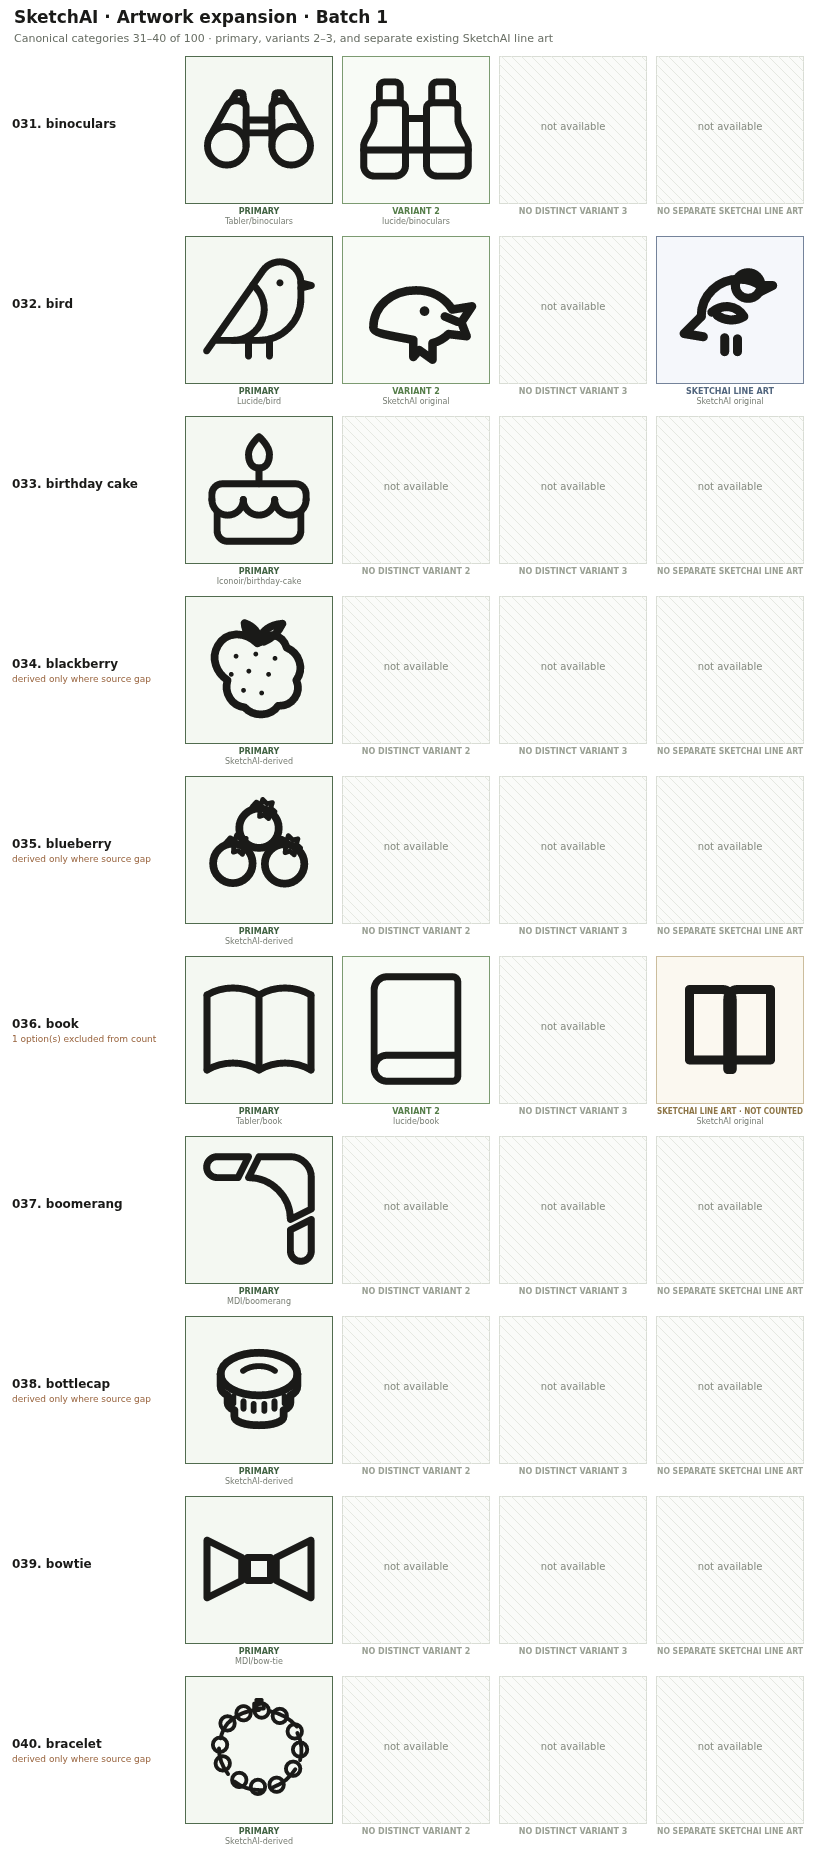 SketchAI · Artwork expansion · Batch 1
Canonical categories 31–40 of 100 · primary, variants 2–3, and separate existing SketchAI line art
031. binoculars
not available
not available
PRIMARY
VARIANT 2
NO DISTINCT VARIANT 3
NO SEPARATE SKETCHAI LINE ART
Tabler/binoculars
lucide/binoculars
032. bird
not available
PRIMARY
VARIANT 2
NO DISTINCT VARIANT 3
SKETCHAI LINE ART
Lucide/bird
SketchAI original
SketchAI original
033. birthday cake
not available
not available
not available
PRIMARY
NO DISTINCT VARIANT 2
NO DISTINCT VARIANT 3
NO SEPARATE SKETCHAI LINE ART
Iconoir/birthday-cake
034. blackberry
derived only where source gap
not available
not available
not available
PRIMARY
NO DISTINCT VARIANT 2
NO DISTINCT VARIANT 3
NO SEPARATE SKETCHAI LINE ART
SketchAI-derived
035. blueberry
derived only where source gap
not available
not available
not available
PRIMARY
NO DISTINCT VARIANT 2
NO DISTINCT VARIANT 3
NO SEPARATE SKETCHAI LINE ART
SketchAI-derived
036. book
1 option(s) excluded from count
not available
PRIMARY
VARIANT 2
NO DISTINCT VARIANT 3
SKETCHAI LINE ART · NOT COUNTED
Tabler/book
lucide/book
SketchAI original
037. boomerang
not available
not available
not available
PRIMARY
NO DISTINCT VARIANT 2
NO DISTINCT VARIANT 3
NO SEPARATE SKETCHAI LINE ART
MDI/boomerang
038. bottlecap
derived only where source gap
not available
not available
not available
PRIMARY
NO DISTINCT VARIANT 2
NO DISTINCT VARIANT 3
NO SEPARATE SKETCHAI LINE ART
SketchAI-derived
039. bowtie
not available
not available
not available
PRIMARY
NO DISTINCT VARIANT 2
NO DISTINCT VARIANT 3
NO SEPARATE SKETCHAI LINE ART
MDI/bow-tie
040. bracelet
derived only where source gap
not available
not available
not available
PRIMARY
NO DISTINCT VARIANT 2
NO DISTINCT VARIANT 3
NO SEPARATE SKETCHAI LINE ART
SketchAI-derived